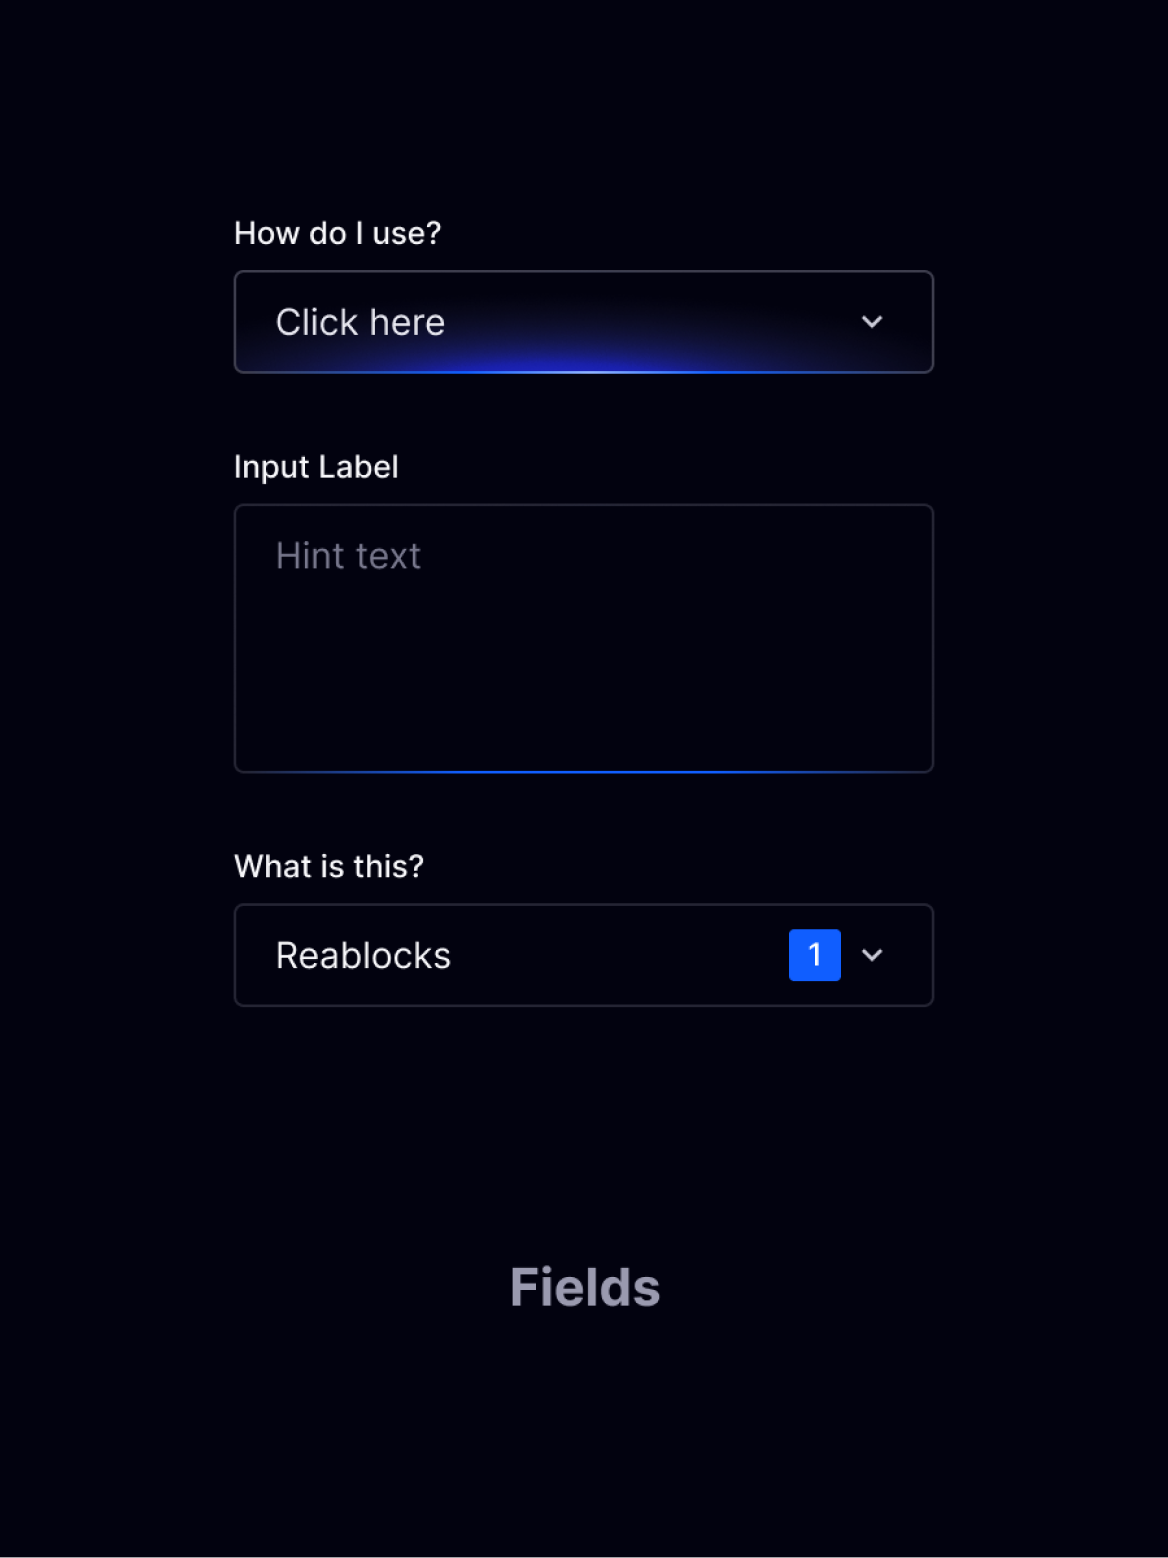 How do I use?
Click here
Input Label
Hint text
What is this?
Reablocks 1
Fields